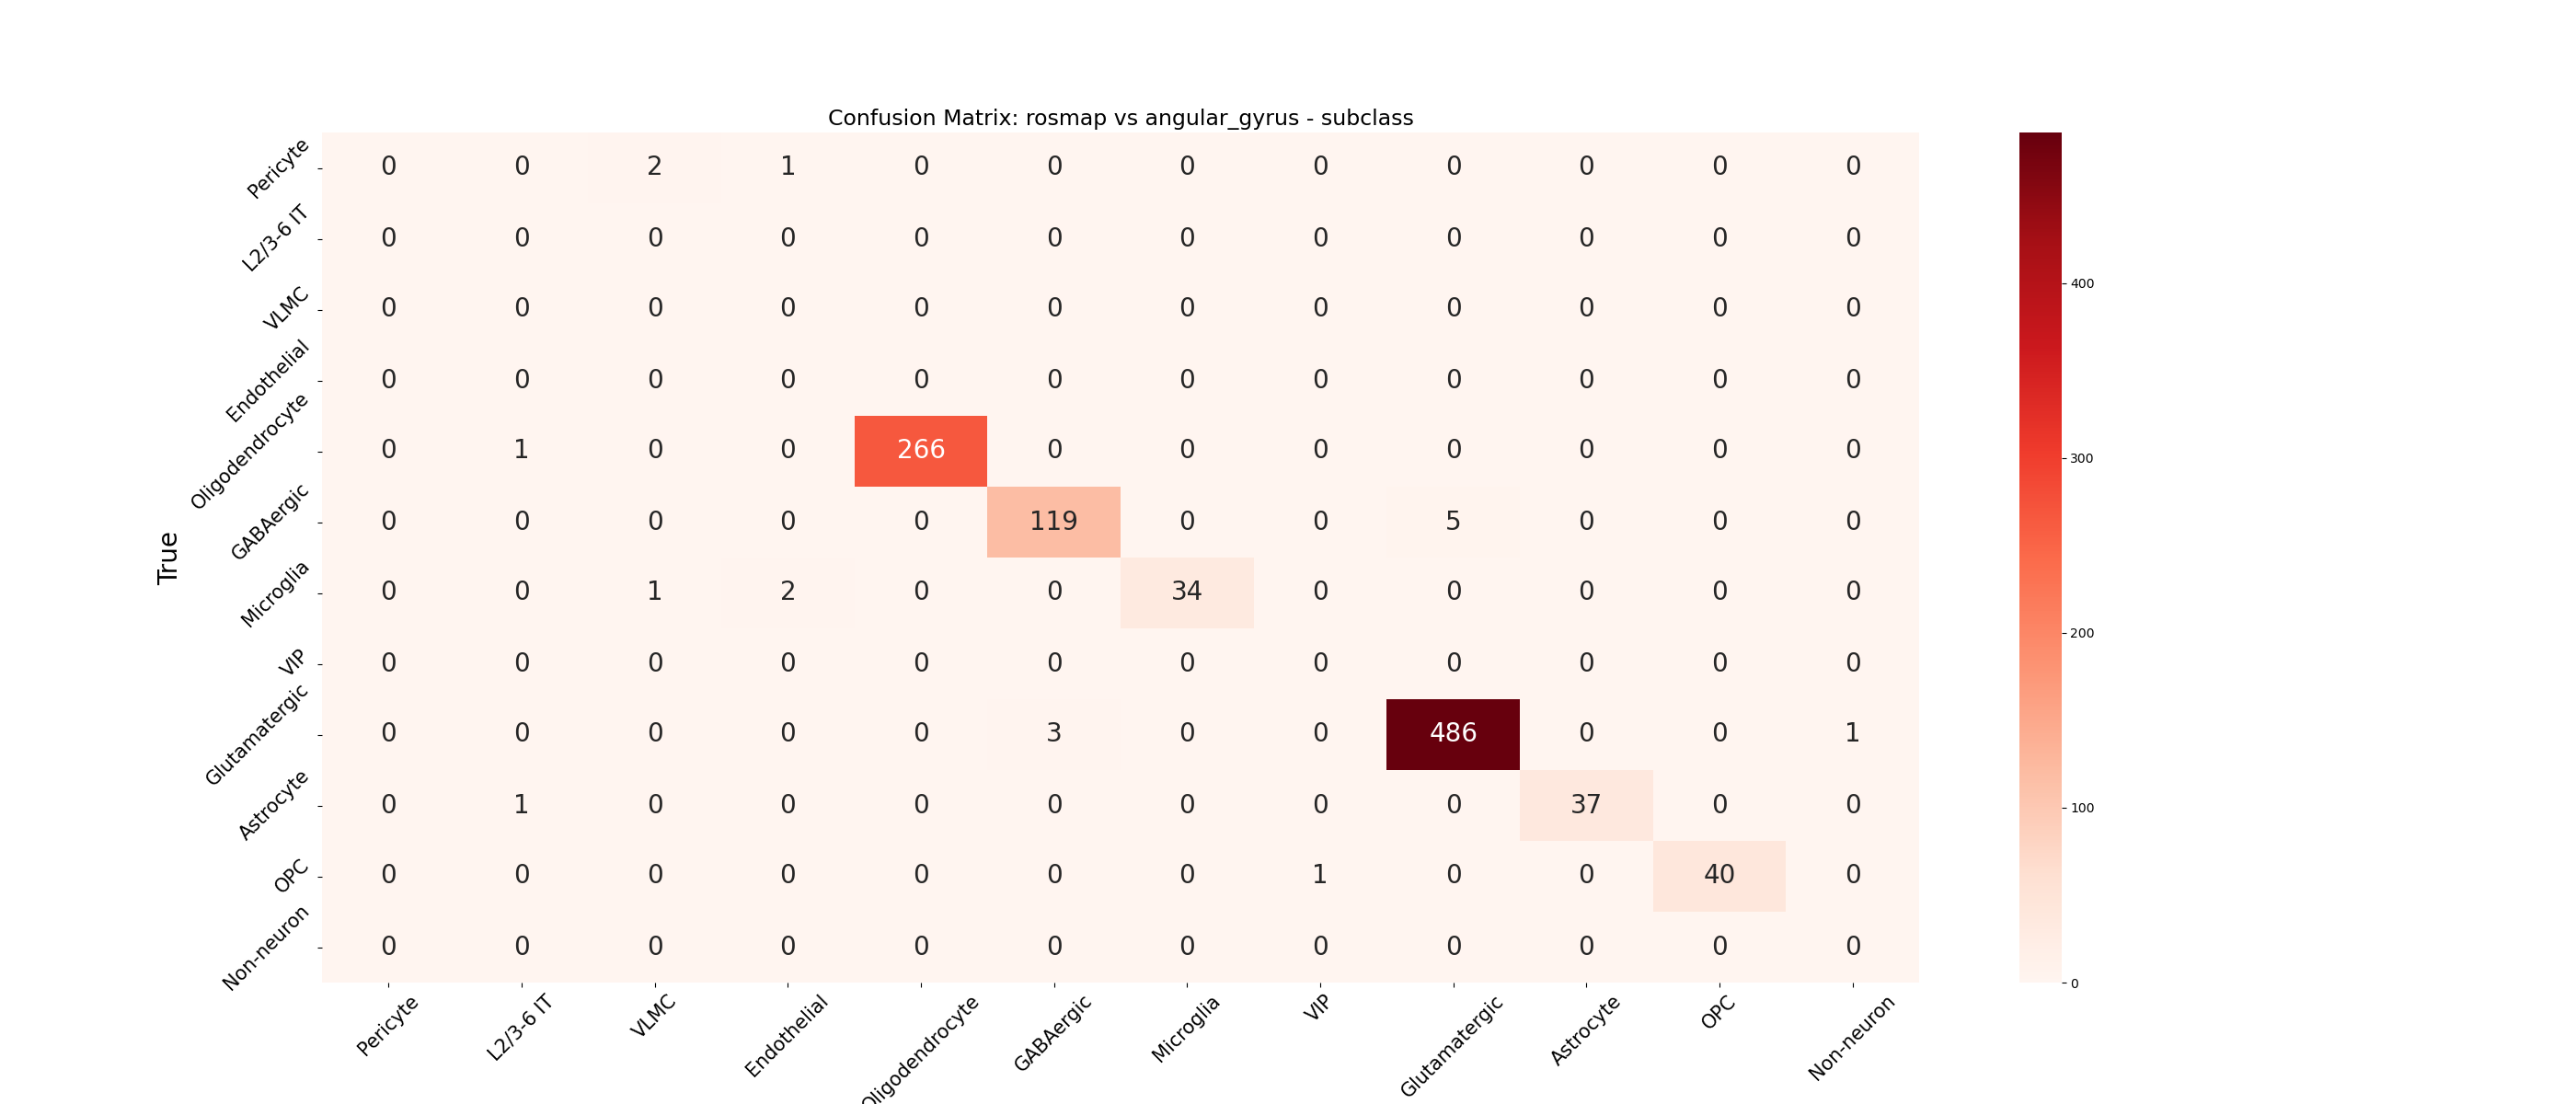 Confusion Matrix: rosmap vs angular_gyrus - subclass
True
Pericyte 0 0 2 1 0 0 0 0 0 0 0 0
L2/3-6 IT 0 0 0 0 0 0 0 0 0 0 0 0
VLMC 0 0 0 0 0 0 0 0 0 0 0 0
Endothelial 0 0 0 0 0 0 0 0 0 0 0 0
Oligodendrocyte 0 1 0 0 266 0 0 0 0 0 0 0
GABAergic 0 0 0 0 0 119 0 0 5 0 0 0
Microglia 0 0 1 2 0 0 34 0 0 0 0 0
VIP 0 0 0 0 0 0 0 0 0 0 0 0
Glutamatergic 0 0 0 0 0 3 0 0 486 0 0 1
Astrocyte 0 1 0 0 0 0 0 0 0 37 0 0
OPC 0 0 0 0 0 0 0 1 0 0 40 0
Non-neuron 0 0 0 0 0 0 0 0 0 0 0 0
Pericyte L2/3-6 IT VLMC Endothelial Oligodendrocyte GABAergic Microglia VIP Glutamatergic Astrocyte OPC Non-neuron
400
300
200
100
0